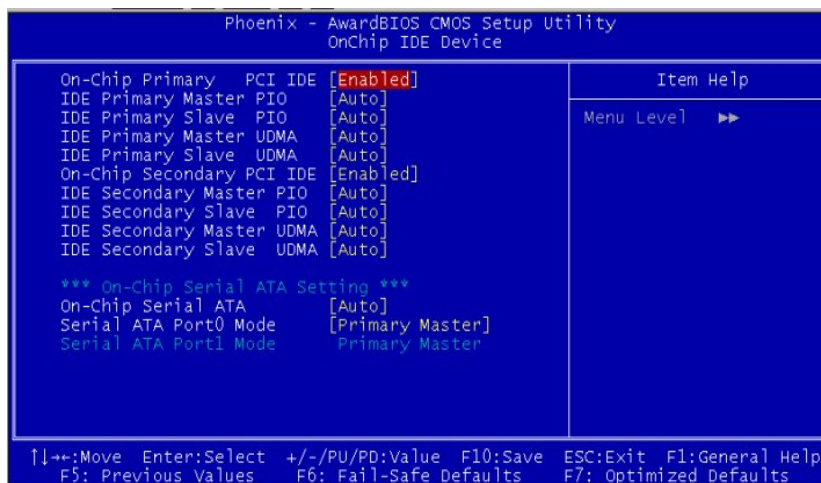 Phoenix - AwardBIOS CMOS Setup Utility
OnChip IDE Device
On-Chip Primary PCI IDE [Enabled]
IDE Primary Master PIO [Auto]
IDE Primary Slave PIO [Auto]
IDE Primary Master UDMA [Auto]
IDE Primary Slave UDMA [Auto]
On-Chip Secondary PCI IDE [Enabled]
IDE Secondary Master PIO [Auto]
IDE Secondary Slave PIO [Auto]
IDE Secondary Master UDMA [Auto]
IDE Secondary Slave UDMA [Auto]
*** On-Chip Serial ATA Setting ***
On-Chip Serial ATA [Auto]
Serial ATA Port0 Mode [Primary Master]
Serial ATA Port1 Mode Primary Master
Item Help
Menu Level ▶▶
↑↓→←:Move Enter:Select +/-/PU/PD:Value F10:Save ESC:Exit F1:General Help
F5: Previous Values F6: Fail-Safe Defaults F7: Optimized Defaults